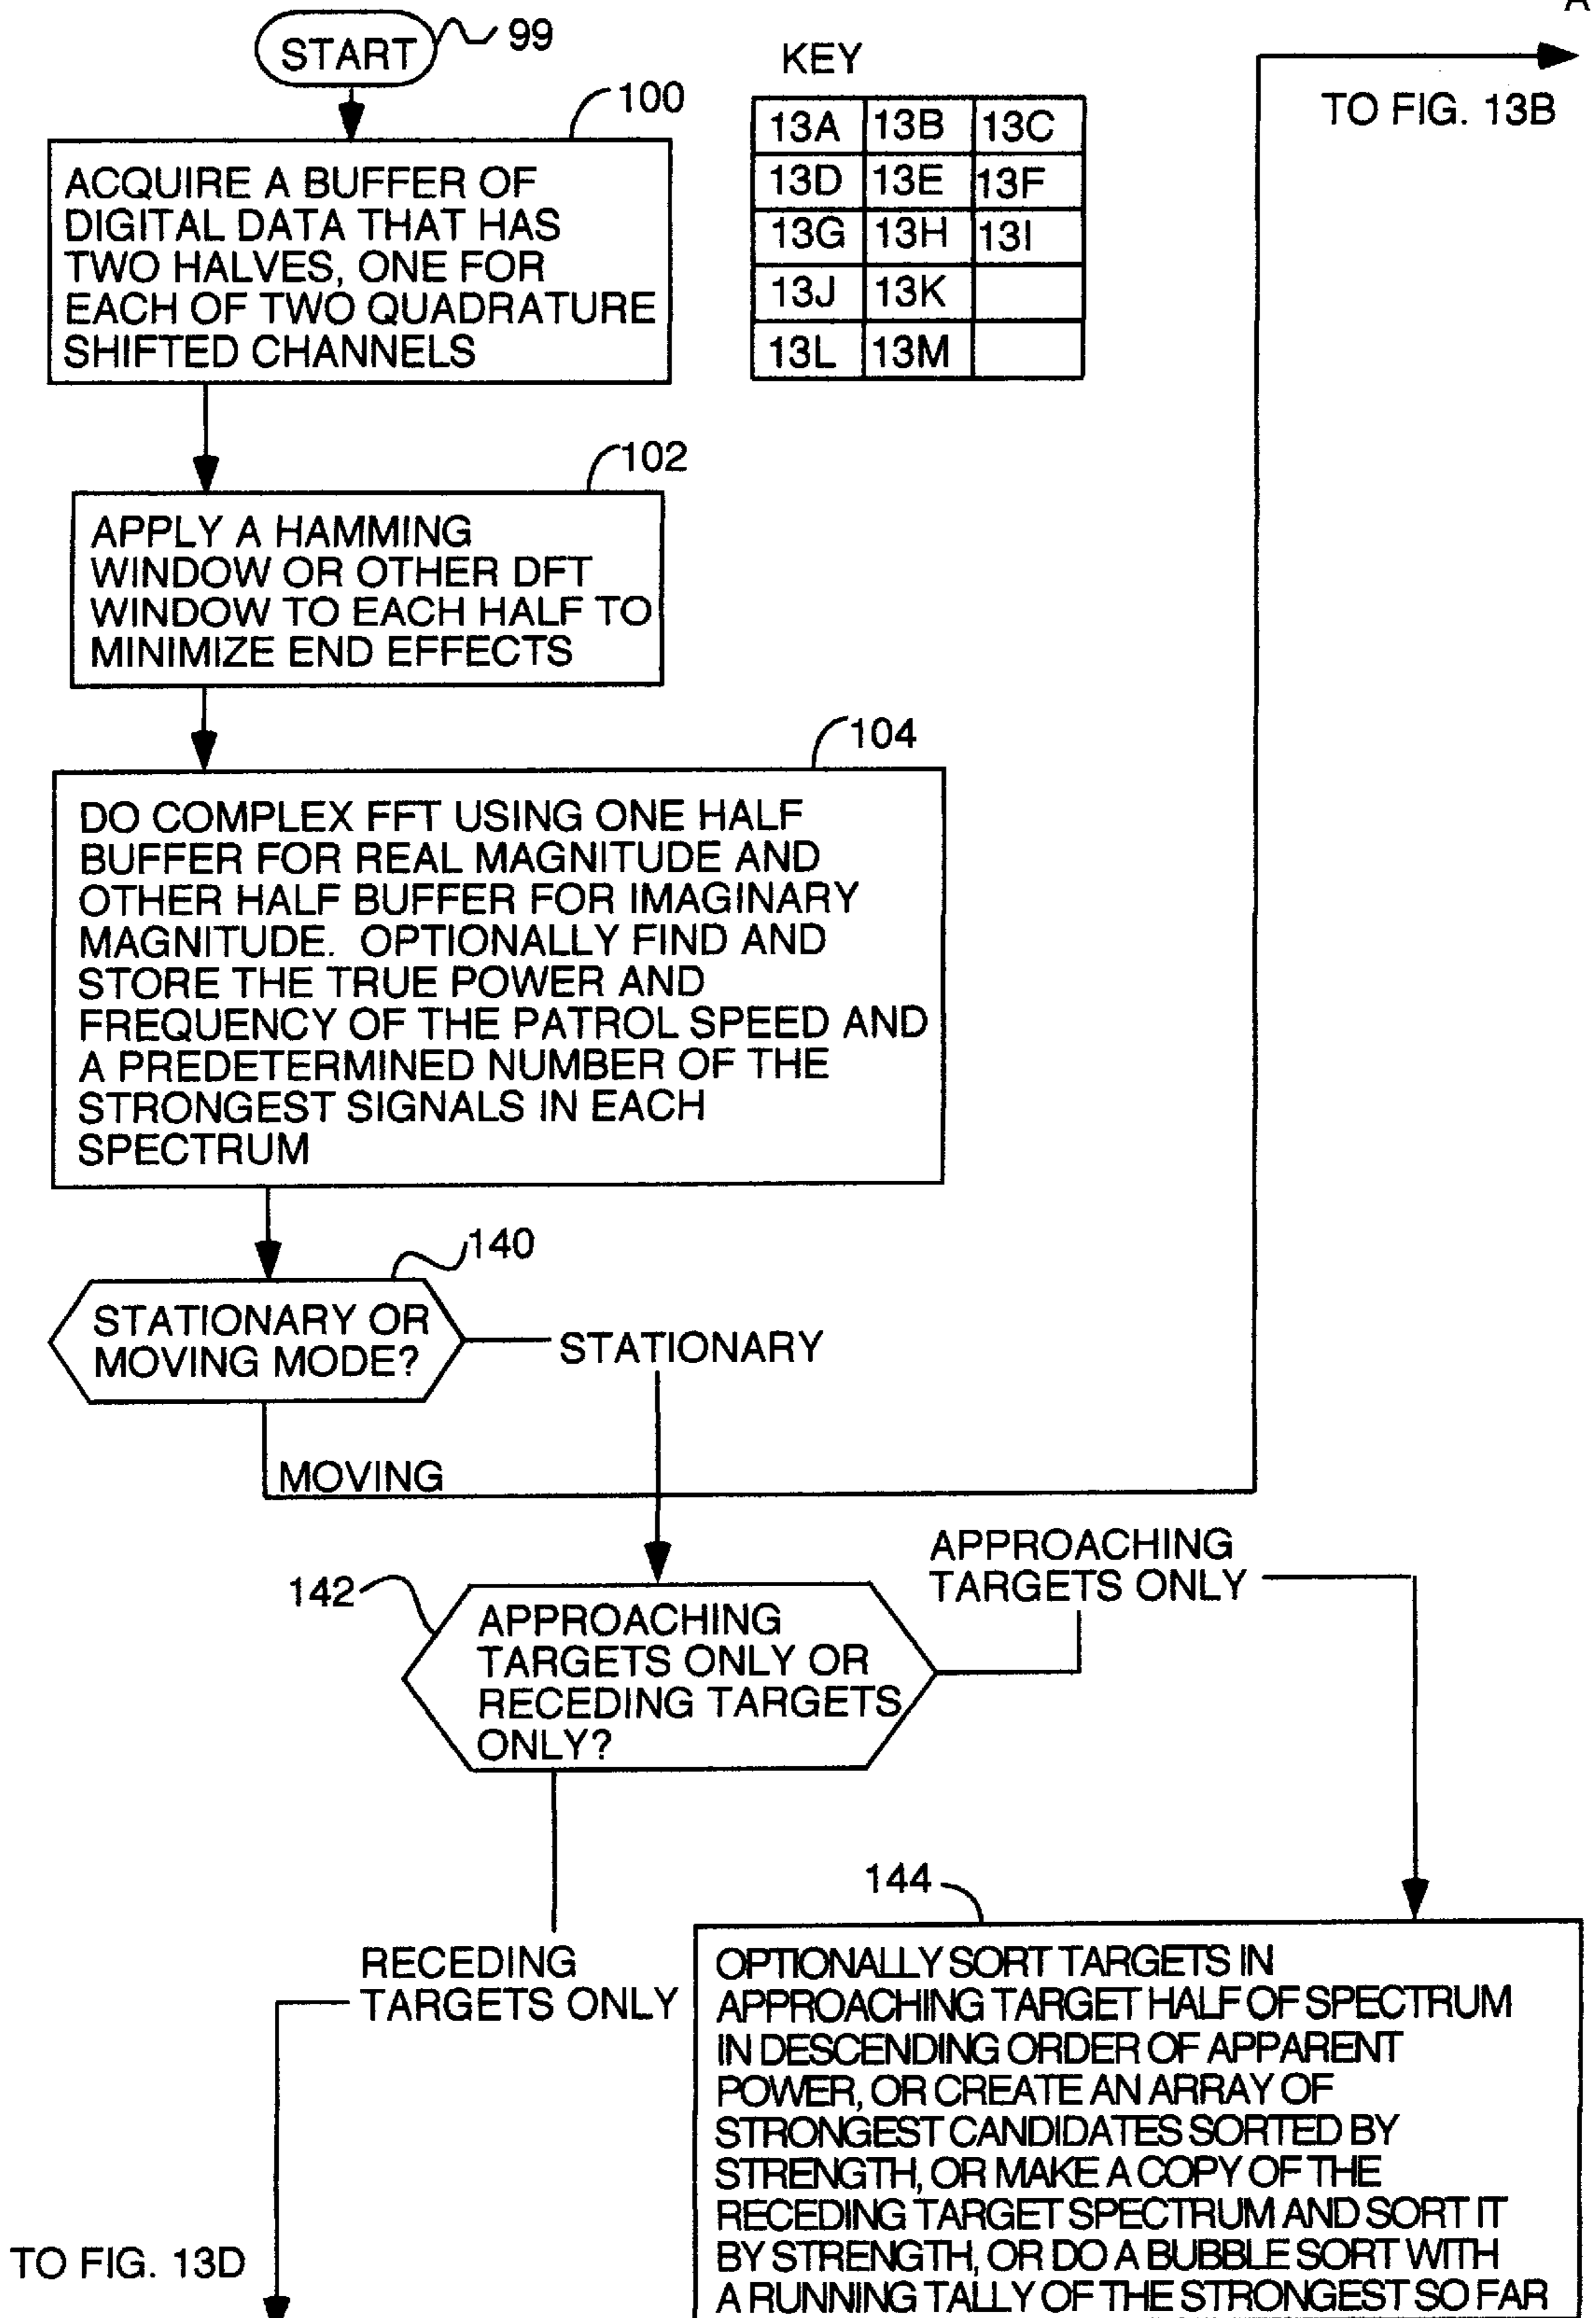 A
START
99
KEY
13A 13B 13C
13D 13E 13F
13G 13H 13I
13J 13K
13L 13M
TO FIG. 13B
100
ACQUIRE A BUFFER OF
DIGITAL DATA THAT HAS
TWO HALVES, ONE FOR
EACH OF TWO QUADRATURE
SHIFTED CHANNELS
102
APPLY A HAMMING
WINDOW OR OTHER DFT
WINDOW TO EACH HALF TO
MINIMIZE END EFFECTS
104
DO COMPLEX FFT USING ONE HALF
BUFFER FOR REAL MAGNITUDE AND
OTHER HALF BUFFER FOR IMAGINARY
MAGNITUDE. OPTIONALLY FIND AND
STORE THE TRUE POWER AND
FREQUENCY OF THE PATROL SPEED AND
A PREDETERMINED NUMBER OF THE
STRONGEST SIGNALS IN EACH
SPECTRUM
140
STATIONARY OR
MOVING MODE?
STATIONARY
MOVING
142
APPROACHING
TARGETS ONLY OR
RECEDING TARGETS
ONLY?
APPROACHING
TARGETS ONLY
RECEDING
TARGETS ONLY
TO FIG. 13D
144
OPTIONALLY SORT TARGETS IN
APPROACHING TARGET HALF OF SPECTRUM
IN DESCENDING ORDER OF APPARENT
POWER, OR CREATE AN ARRAY OF
STRONGEST CANDIDATES SORTED BY
STRENGTH, OR MAKE A COPY OF THE
RECEDING TARGET SPECTRUM AND SORT IT
BY STRENGTH, OR DO A BUBBLE SORT WITH
A RUNNING TALLY OF THE STRONGEST SO FAR